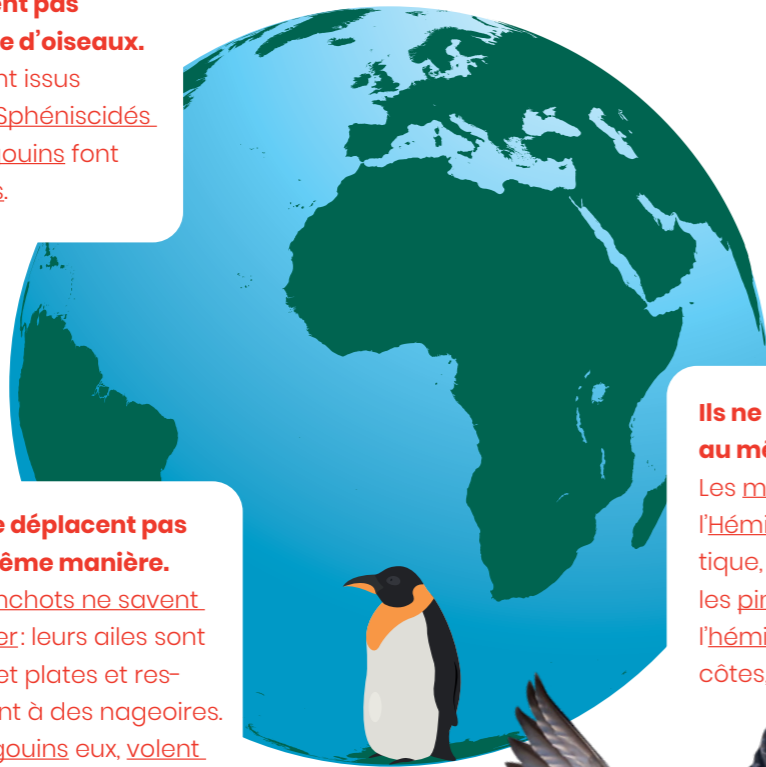 ent pas
e d'oiseaux.
nt issus
Sphéniscidés
gouins font
s.
e déplacent pas
ême manière.
nchots ne savent
er : leurs ailes sont
et plates et res-
nt à des nageoires.
gouins eux, volent
Ils ne
au mê
Les m
l'Hémi
tique,
les pin
l'hémi
côtes,